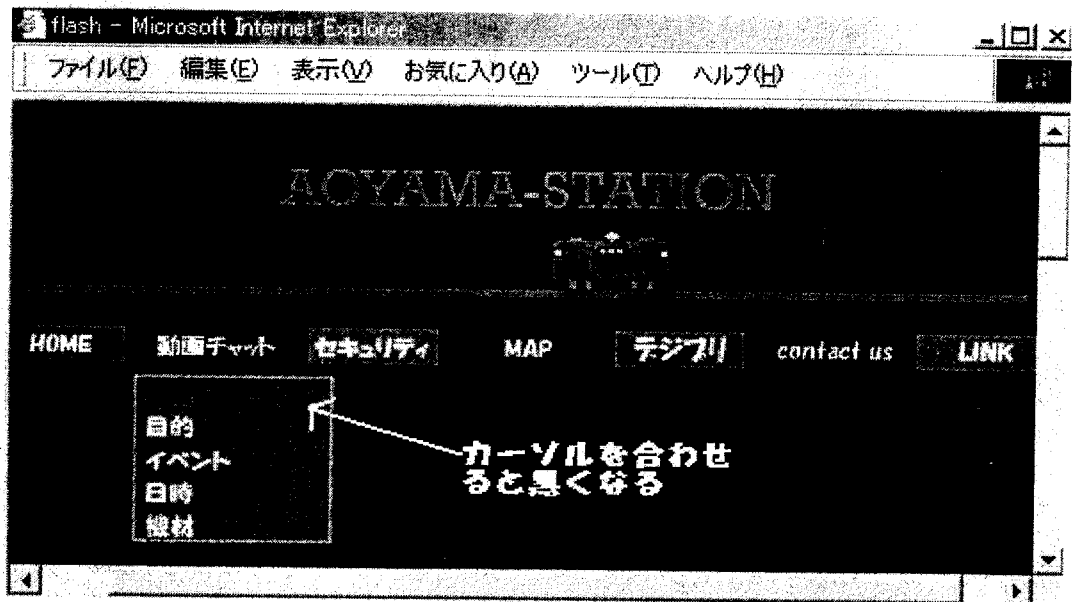 flash - Microsoft Internet Explorer
ファイル(F) 編集(E) 表示(V) お気に入り(A) ツール(T) ヘルプ(H)
AOYAMA-STATION
HOME 動画チャット セキュリティ MAP デジプリ contact us LINK
目的
イベント
日時
機材
カーソルを合わせ
ると黒くなる